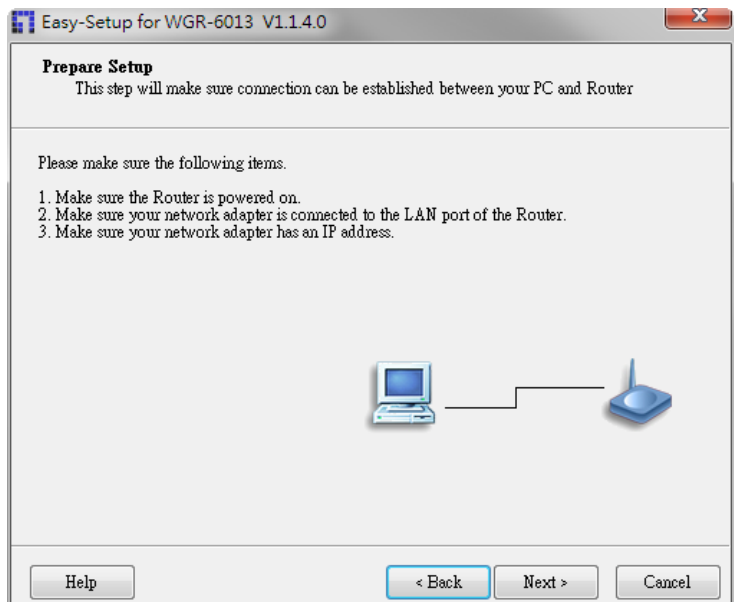 Easy-Setup for WGR-6013 V1.1.4.0
Prepare Setup
This step will make sure connection can be established between your PC and Router
Please make sure the following items.
1. Make sure the Router is powered on.
2. Make sure your network adapter is connected to the LAN port of the Router.
3. Make sure your network adapter has an IP address.
Help
< Back
Next >
Cancel